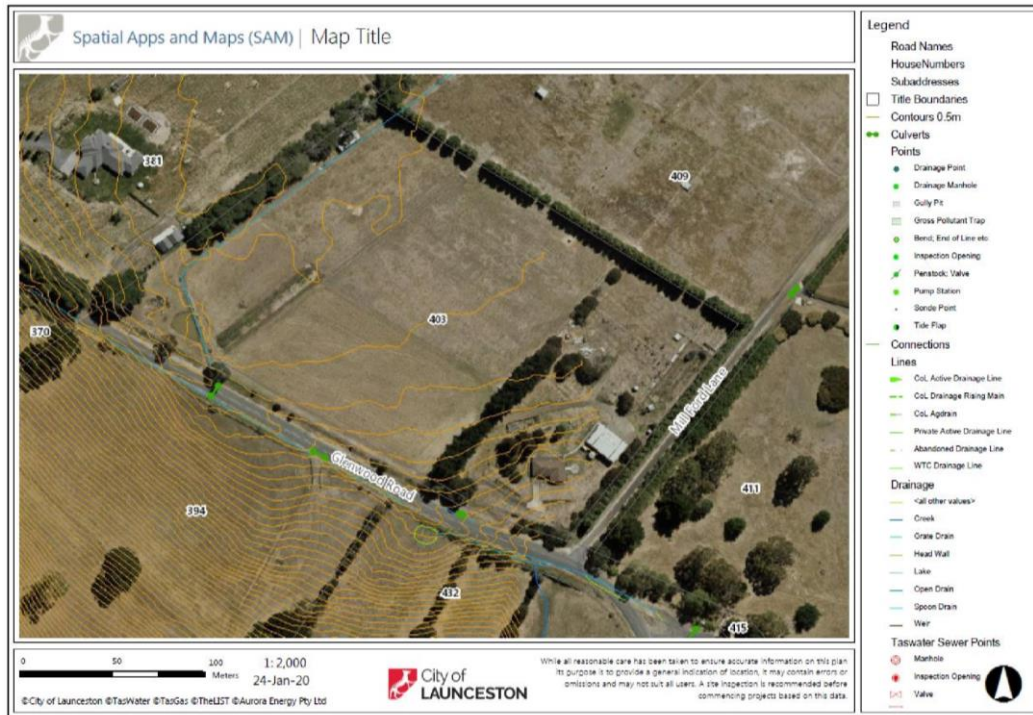 Spatial Apps and Maps (SAM) | Map Title
381
409
403
370
Mill Ford Lane
Glenwood Road
411
394
432
415
0 50 100
Meters
1: 2,000
24-Jan-20
©City of Launceston ©TasWater ©TasGas ©TheLIST ©Aurora Energy Pty Ltd
City of
LAUNCESTON
While all reasonable care has been taken to ensure accurate information on this plan
its purpose is to provide a general indication of location, it may contain errors or
omissions and may not suit all users. A site inspection is recommended before
commencing projects based on this data.
Legend
Road Names
HouseNumbers
Subaddresses
Title Boundaries
Contours 0.5m
Culverts
Points
Drainage Point
Drainage Manhole
Gully Pit
Gross Pollutant Trap
Bend, End of Line etc
Inspection Opening
Penstock; Valve
Pump Station
Sonde Point
Tide Flap
Connections
Lines
CoL Active Drainage Line
CoL Drainage Rising Main
CoL Agdrain
Private Active Drainage Line
Abandoned Drainage Line
WTC Drainage Line
Drainage
<all other values>
Creek
Grate Drain
Head Wall
Lake
Open Drain
Spoon Drain
Weir
Taswater Sewer Points
Manhole
Inspection Opening
Valve